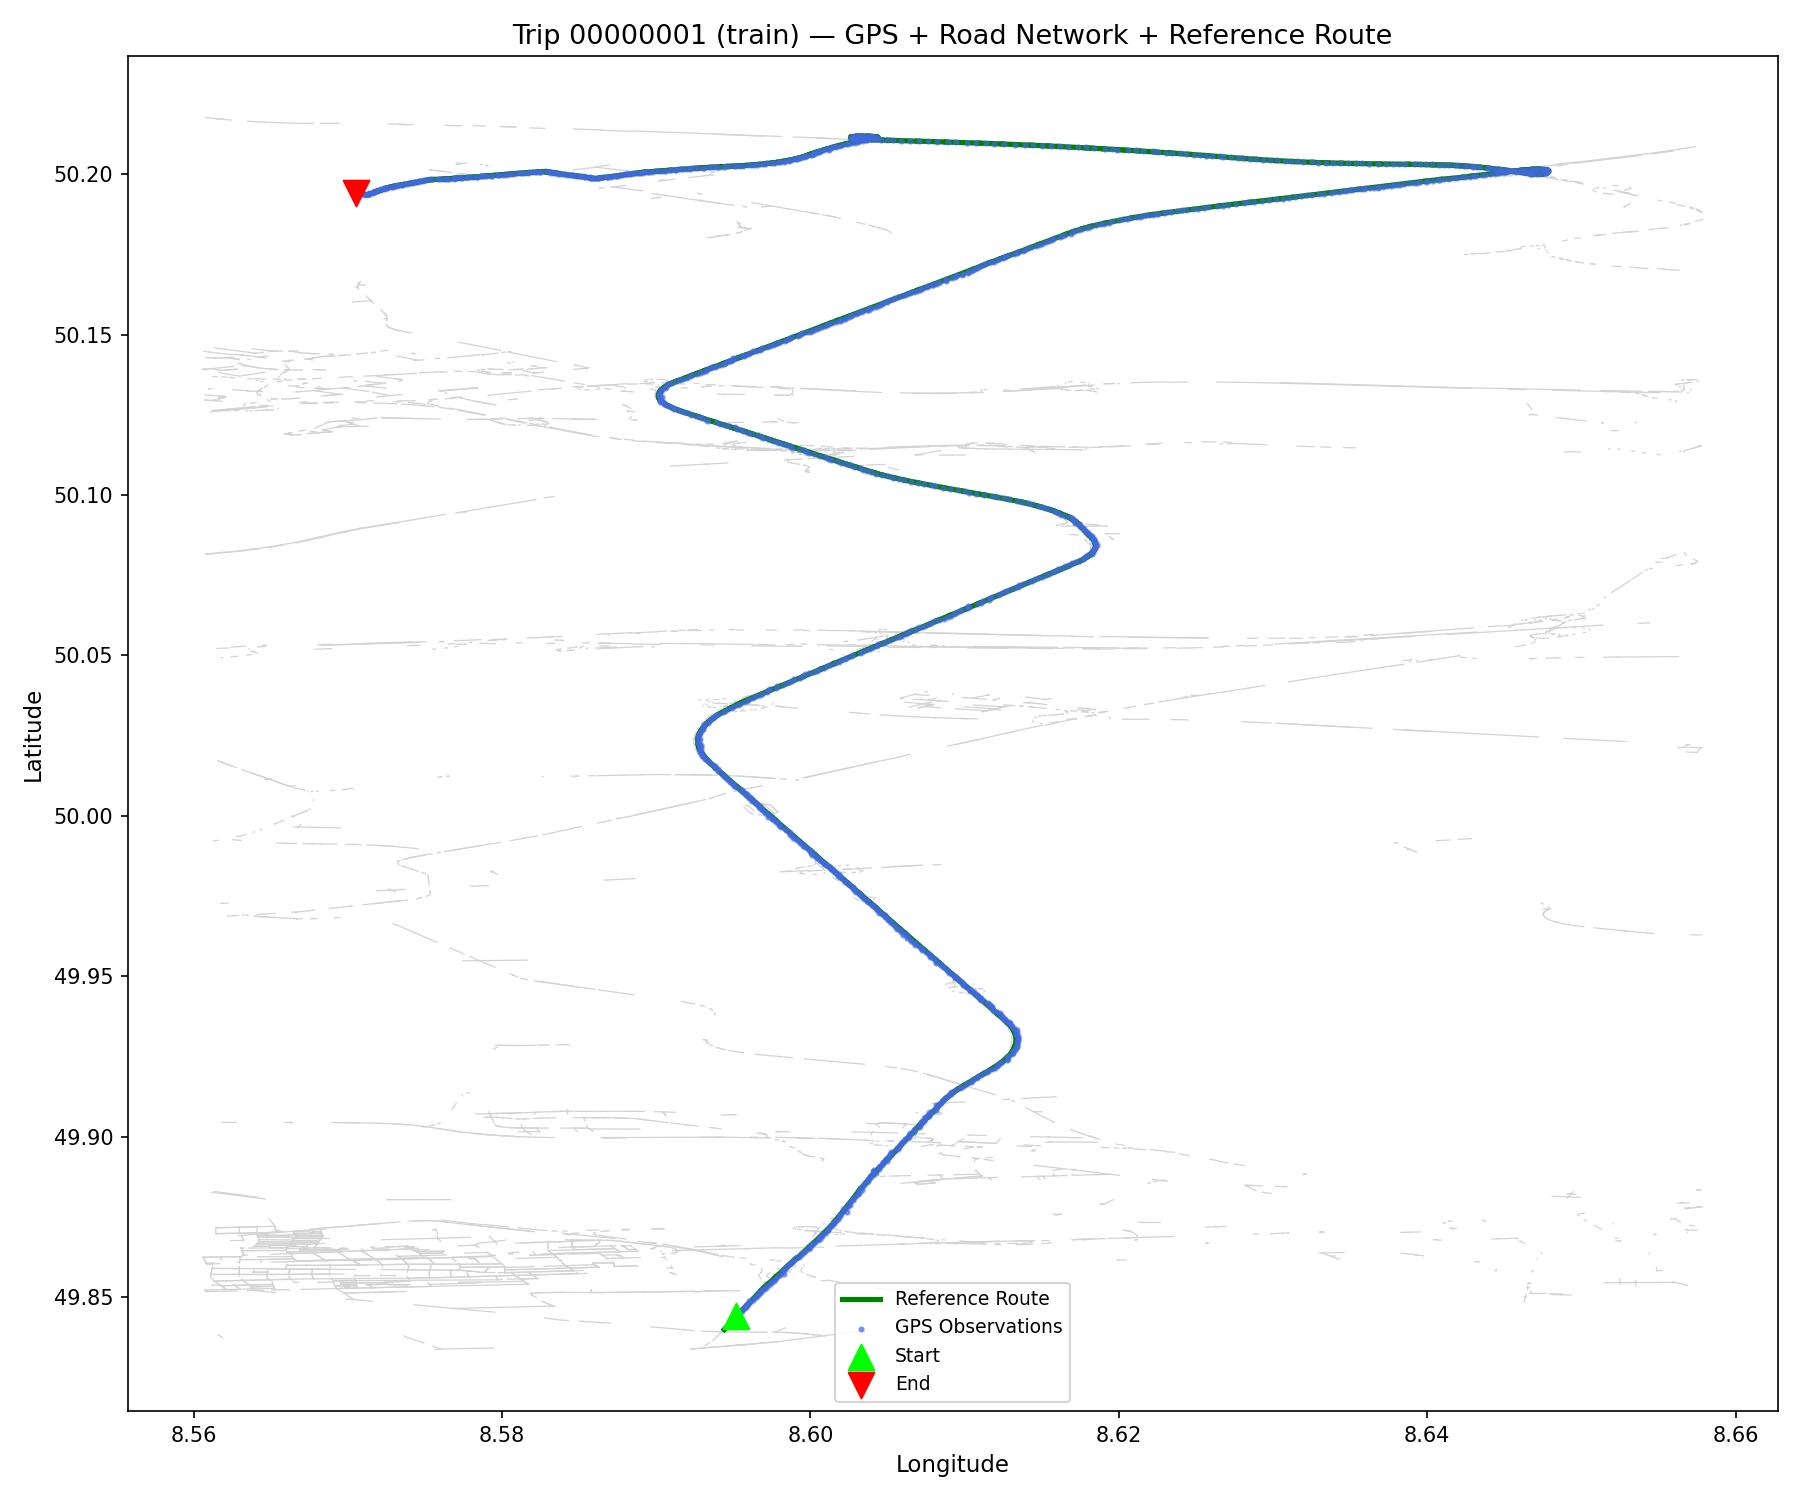 Trip 00000001 (train) — GPS + Road Network + Reference Route
Latitude
50.20
50.15
50.10
50.05
50.00
49.95
49.90
49.85
Reference Route
GPS Observations
Start
End
8.56 8.58 8.60 8.62 8.64 8.66
Longitude